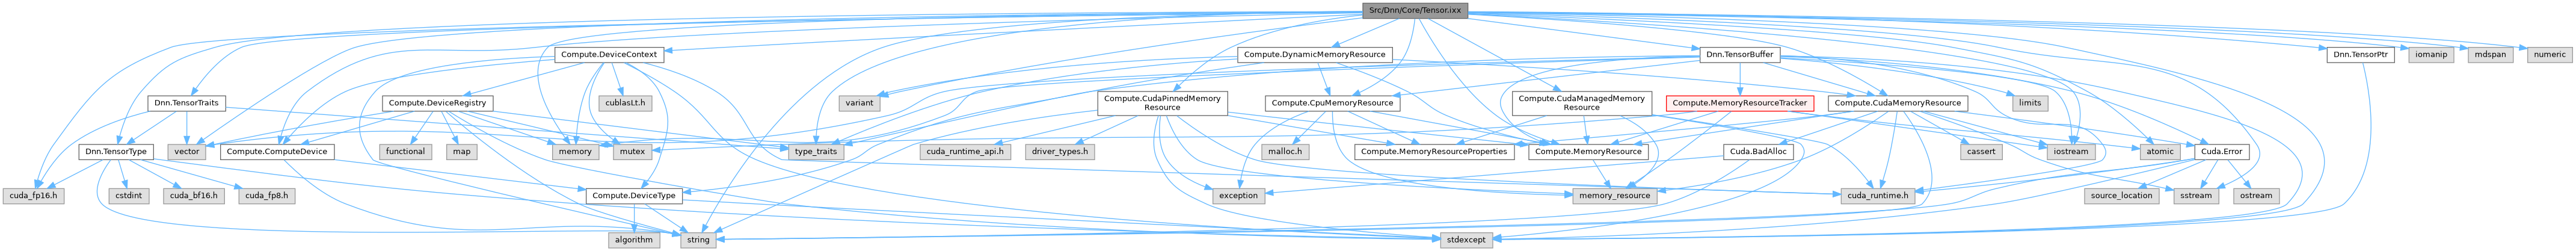 Src/Dnn/Core/Tensor.ixx
Compute.DeviceContext
Compute.DynamicMemoryResource
Dnn.TensorBuffer
Dnn.TensorPtr
iomanip
mdspan
numeric
Dnn.TensorTraits
Compute.DeviceRegistry
cublasLt.h
variant
Compute.CudaPinnedMemory
Resource
Compute.CpuMemoryResource
Compute.CudaManagedMemory
Resource
Compute.MemoryResourceTracker
Compute.CudaMemoryResource
limits
Dnn.TensorType
vector
Compute.ComputeDevice
functional
map
memory
mutex
type_traits
cuda_runtime_api.h
driver_types.h
malloc.h
Compute.MemoryResourceProperties
Compute.MemoryResource
Cuda.BadAlloc
cassert
iostream
atomic
Cuda.Error
cuda_fp16.h
cstdint
cuda_bf16.h
cuda_fp8.h
Compute.DeviceType
exception
memory_resource
cuda_runtime.h
source_location
sstream
ostream
algorithm
string
stdexcept